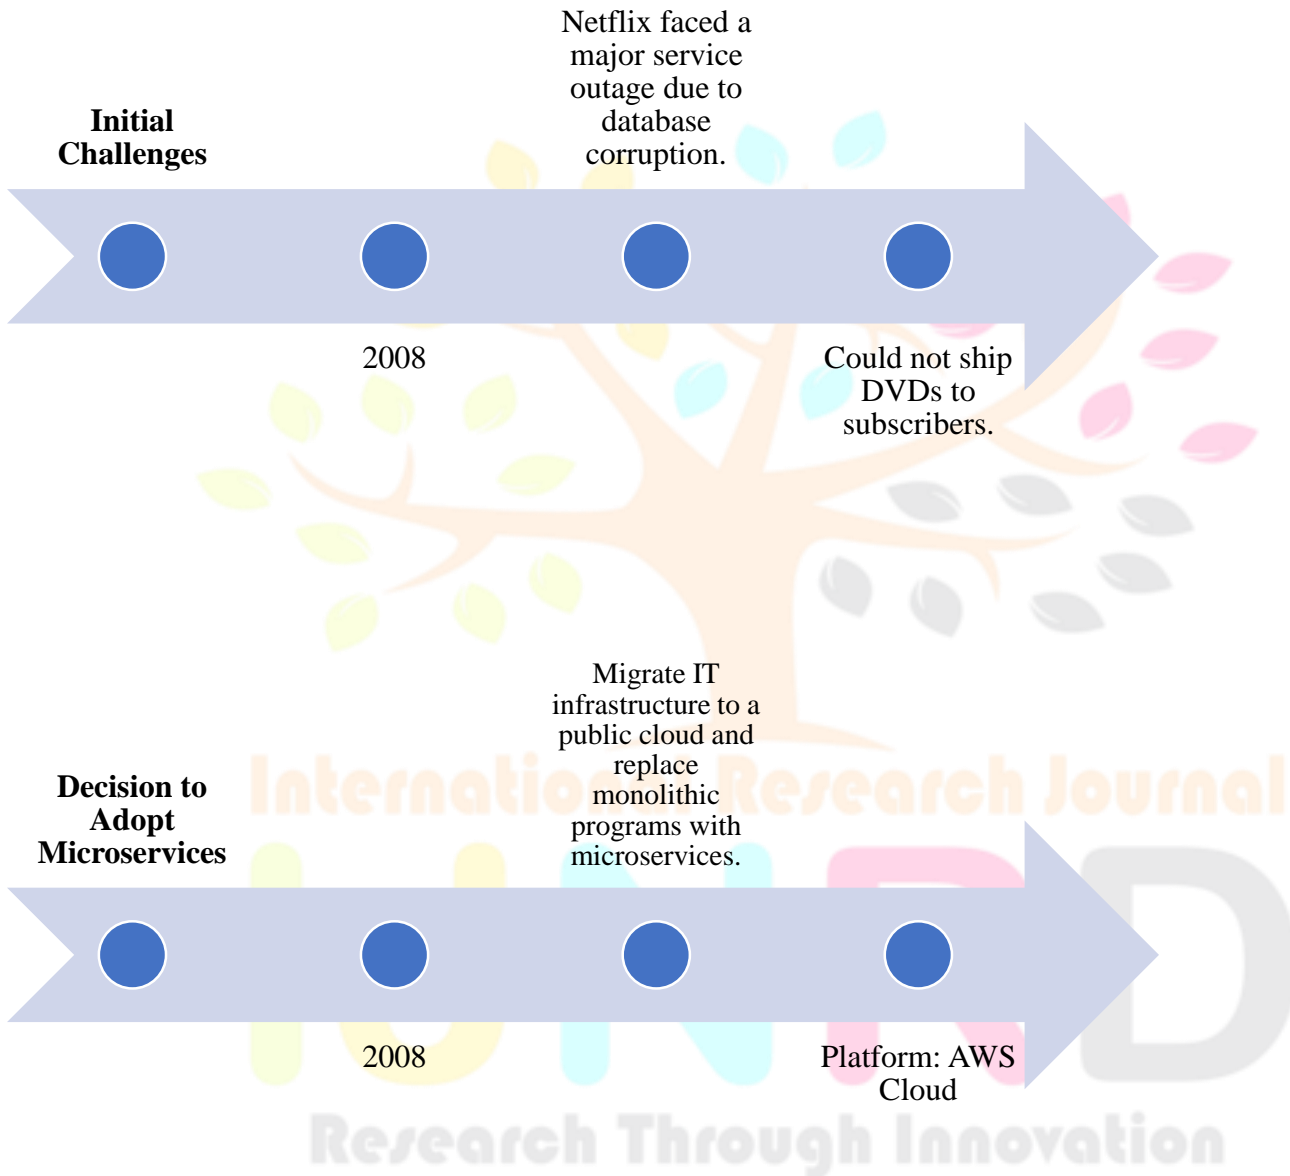 Initial
Challenges
Netflix faced a
major service
outage due to
database
corruption.
2008
Could not ship
DVDs to
subscribers.
Decision to
Adopt
Microservices
Migrate IT
infrastructure to a
public cloud and
replace
monolithic
programs with
microservices.
2008
Platform: AWS
Cloud
International Research Journal
IJNRD
Research Through Innovation